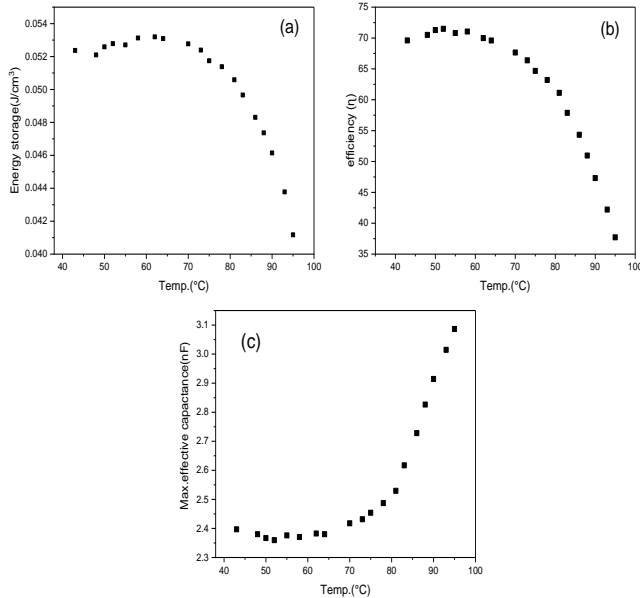 (a)
Energy storage(J/cm³)
0.054
0.052
0.050
0.048
0.046
0.044
0.042
0.040
40 50 60 70 80 90 100
Temp.(°C)
(b)
efficiency (η)
80
75
70
65
60
55
50
45
40
35
30 40 50 60 70 80 90 100
Temp.(°C)
(c)
Max.effective capactance(nF)
3.1
3.0
2.9
2.8
2.7
2.6
2.5
2.4
2.3
40 50 60 70 80 90 100
Temp.(°C)